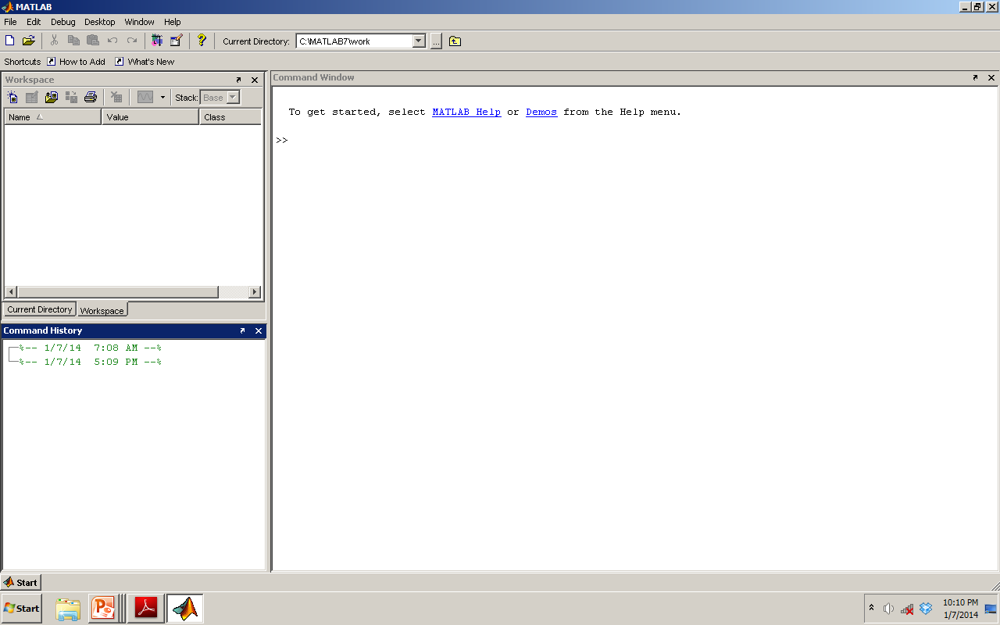 MATLAB
File Edit Debug Desktop Window Help
Current Directory: C:\MATLAB7\work ...
Shortcuts How to Add What's New
Workspace
Stack: Base
Name Value Class
Current Directory Workspace
Command History
%-- 1/7/14  7:08 AM --%
%-- 1/7/14  5:09 PM --%
Command Window
To get started, select MATLAB Help or Demos from the Help menu.
>>
Start
Start
10:10 PM
1/7/2014